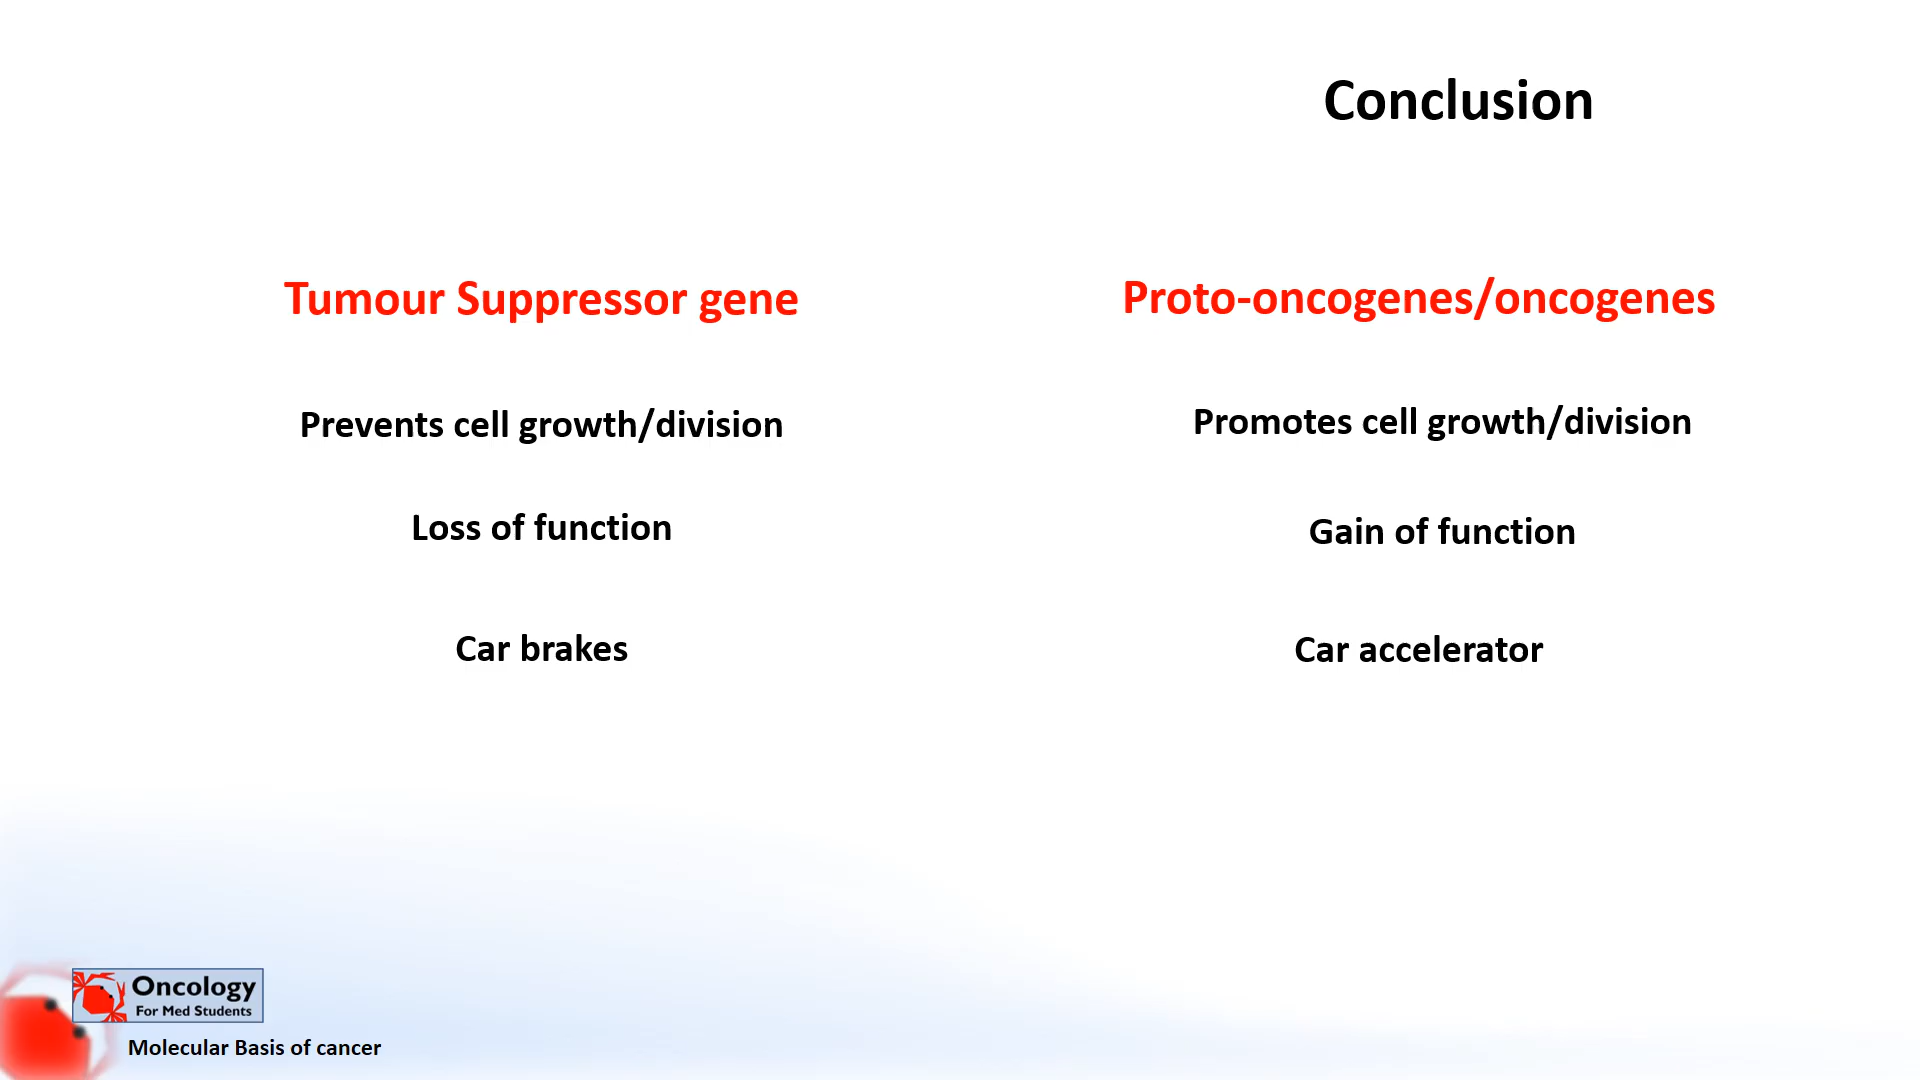 Conclusion
Tumour Suppressor gene
Proto-oncogenes/oncogenes
Prevents cell growth/division
Promotes cell growth/division
Loss of function
Gain of function
Car brakes
Car accelerator
Oncology
For Med Students
Molecular Basis of cancer